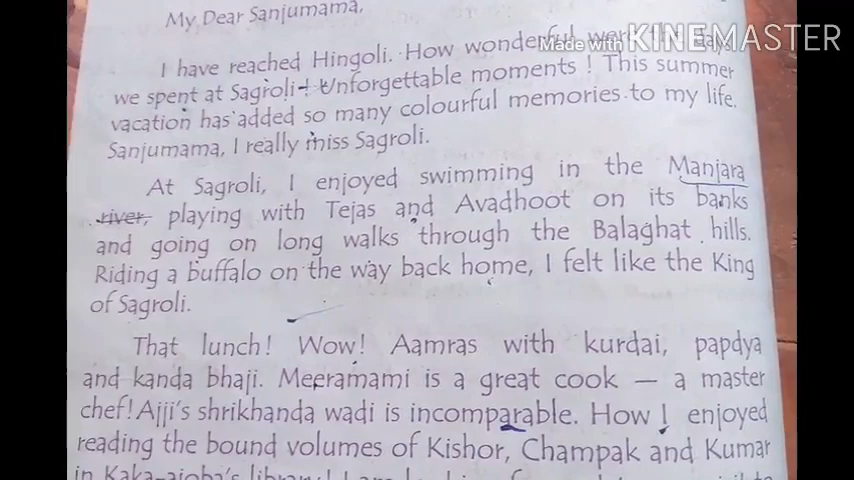 My Dear Sanjumama,
Made with KINEMASTER
I have reached Hingoli. How wonderful were the days
we spent at Sagroli! Unforgettable moments! This summer
vacation has added so many colourful memories to my life.
Sanjumama, I really miss Sagroli.
At Sagroli, I enjoyed swimming in the Manjara
river, playing with Tejas and Avadhoot on its banks
and going on long walks through the Balaghat hills.
Riding a buffalo on the way back home, I felt like the King
of Sagroli.
That lunch! Wow! Aamras with kurdai, papdya
and kanda bhaji. Meeramami is a great cook — a master
chef! Ajji's shrikhanda wadi is incomparable. How I enjoyed
reading the bound volumes of Kishor, Champak and Kumar
in Kaka-ajoba's library! I am